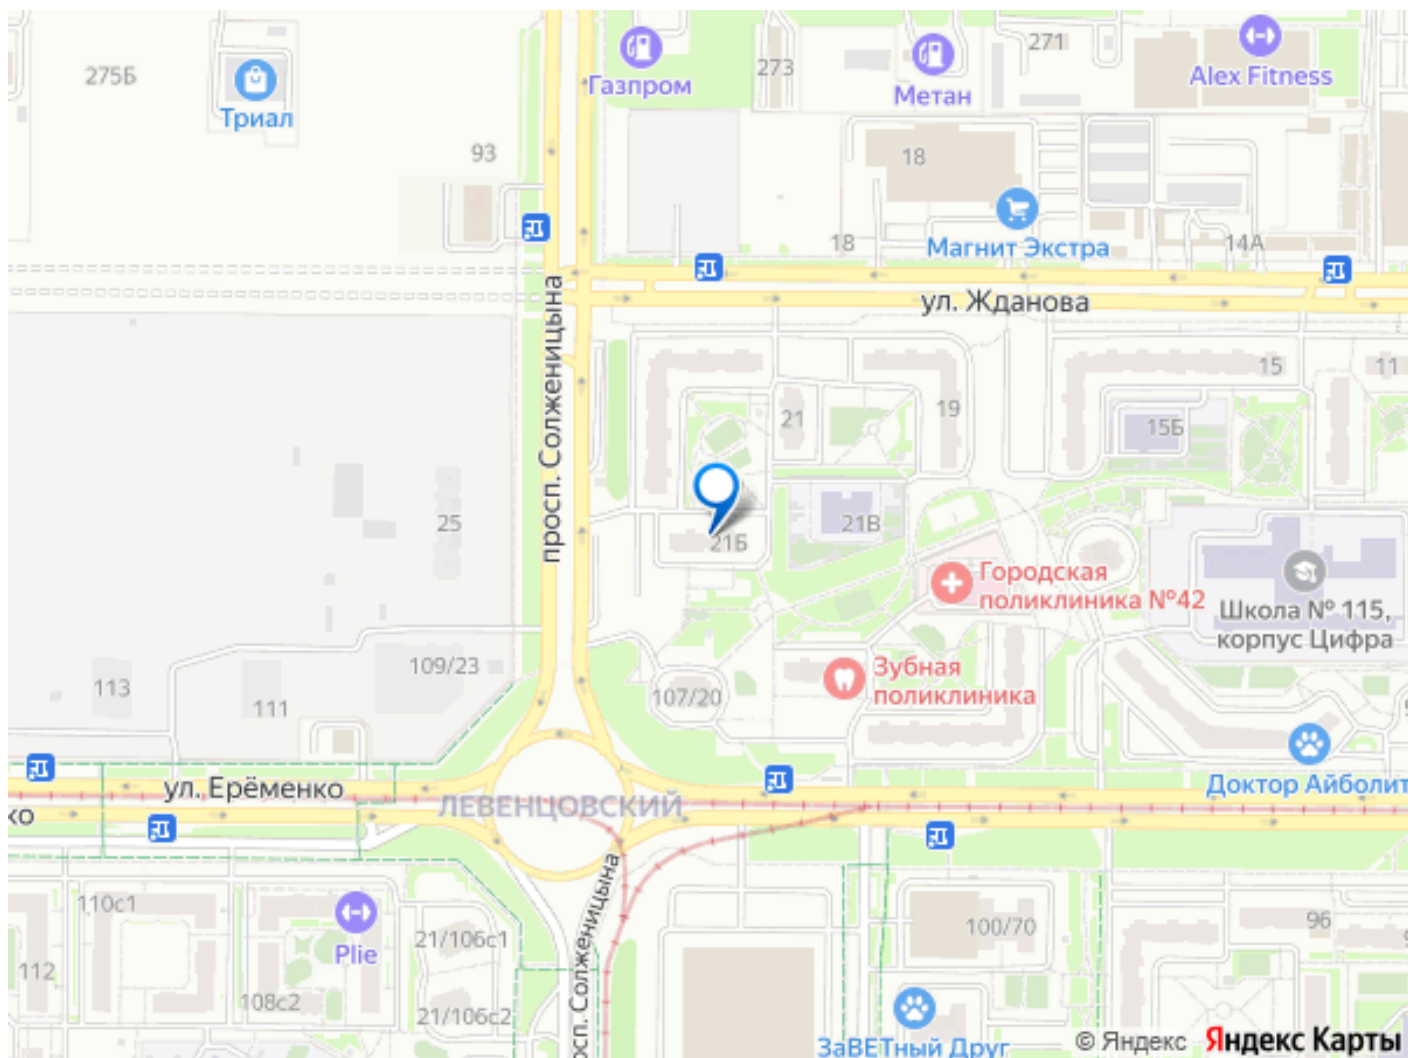 275Б
Триал
Газпром
273
Метан
271
Alex Fitness
93
18
Магнит Экстра
18
14А
ул. Жданова
просп. Солженицына
15
11
21
19
15Б
25
21Б
21В
Городская
поликлиника №42
Школа № 115,
корпус Цифра
109/23
113
111
107/20
Зубная
поликлиника
Доктор Айболит
ул. Ерёменко
ЛЕВЕНЦОВСКИЙ
ко
просп. Солженицына
110с1
Plie
21/106с1
100/70
96
112
108с2
21/106с2
ЗаВЕТный Друг
© Яндекс Яндекс Карты